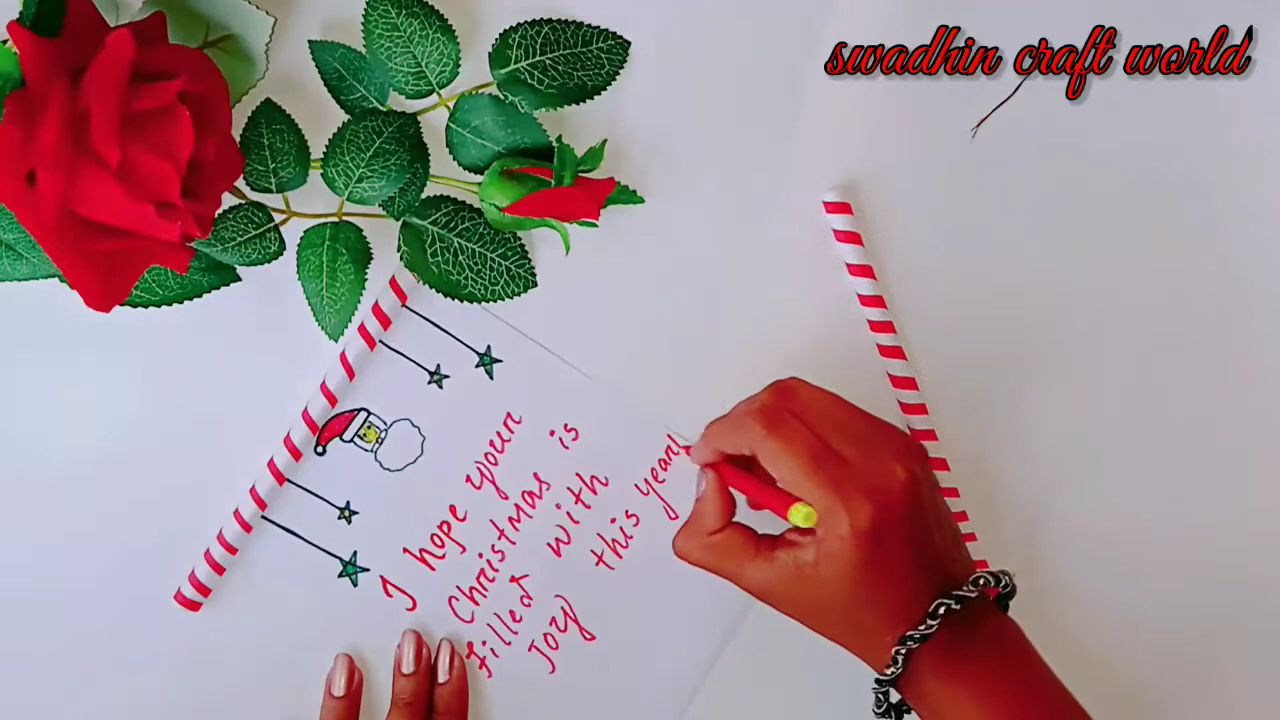 swadhin craft world
I hope your
Christmas is
filled with
Joy this year!